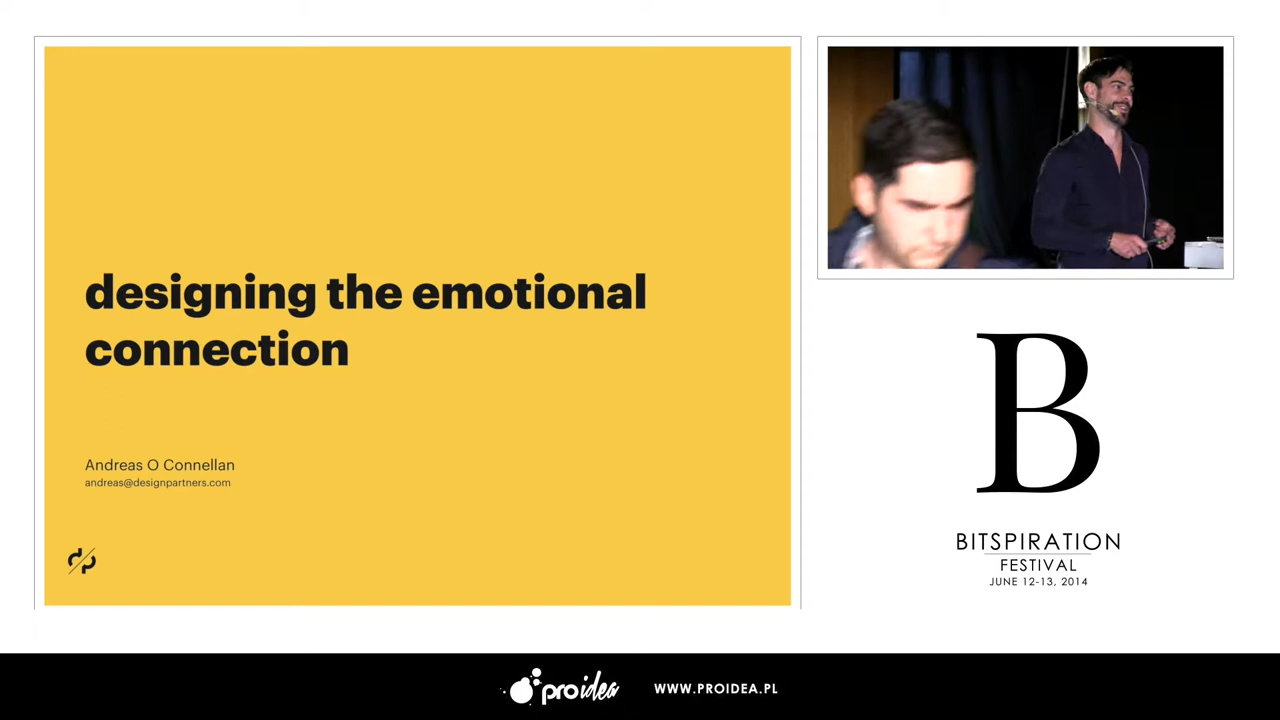 designing the emotional
connection
Andreas O Connellan
andreas@designpartners.com
dp
B
BITSPIRATION
FESTIVAL
JUNE 12-13, 2014
proidea
WWW.PROIDEA.PL